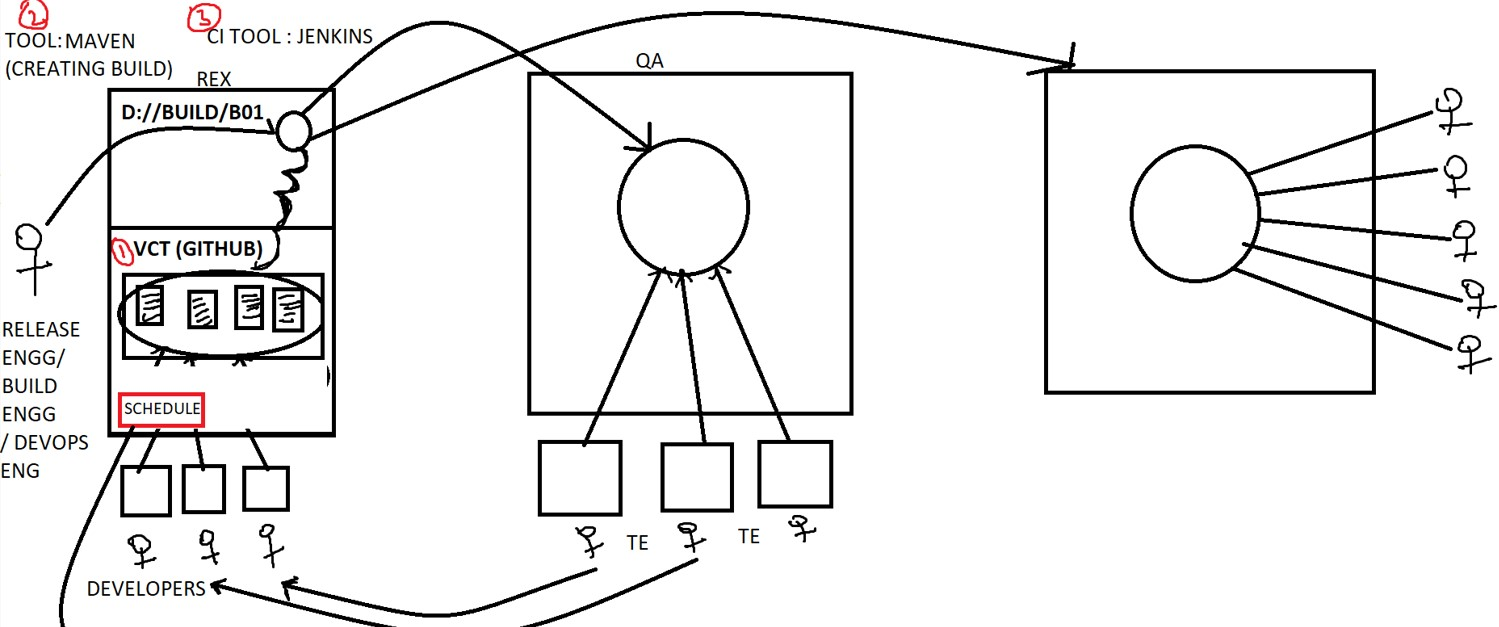 2
3
TOOL: MAVEN
(CREATING BUILD)
CI TOOL : JENKINS
REX
QA
D://BUILD/B01
1
VCT (GITHUB)
RELEASE
ENGG/
BUILD
ENGG
/ DEVOPS
ENG
SCHEDULE
TE
TE
DEVELOPERS